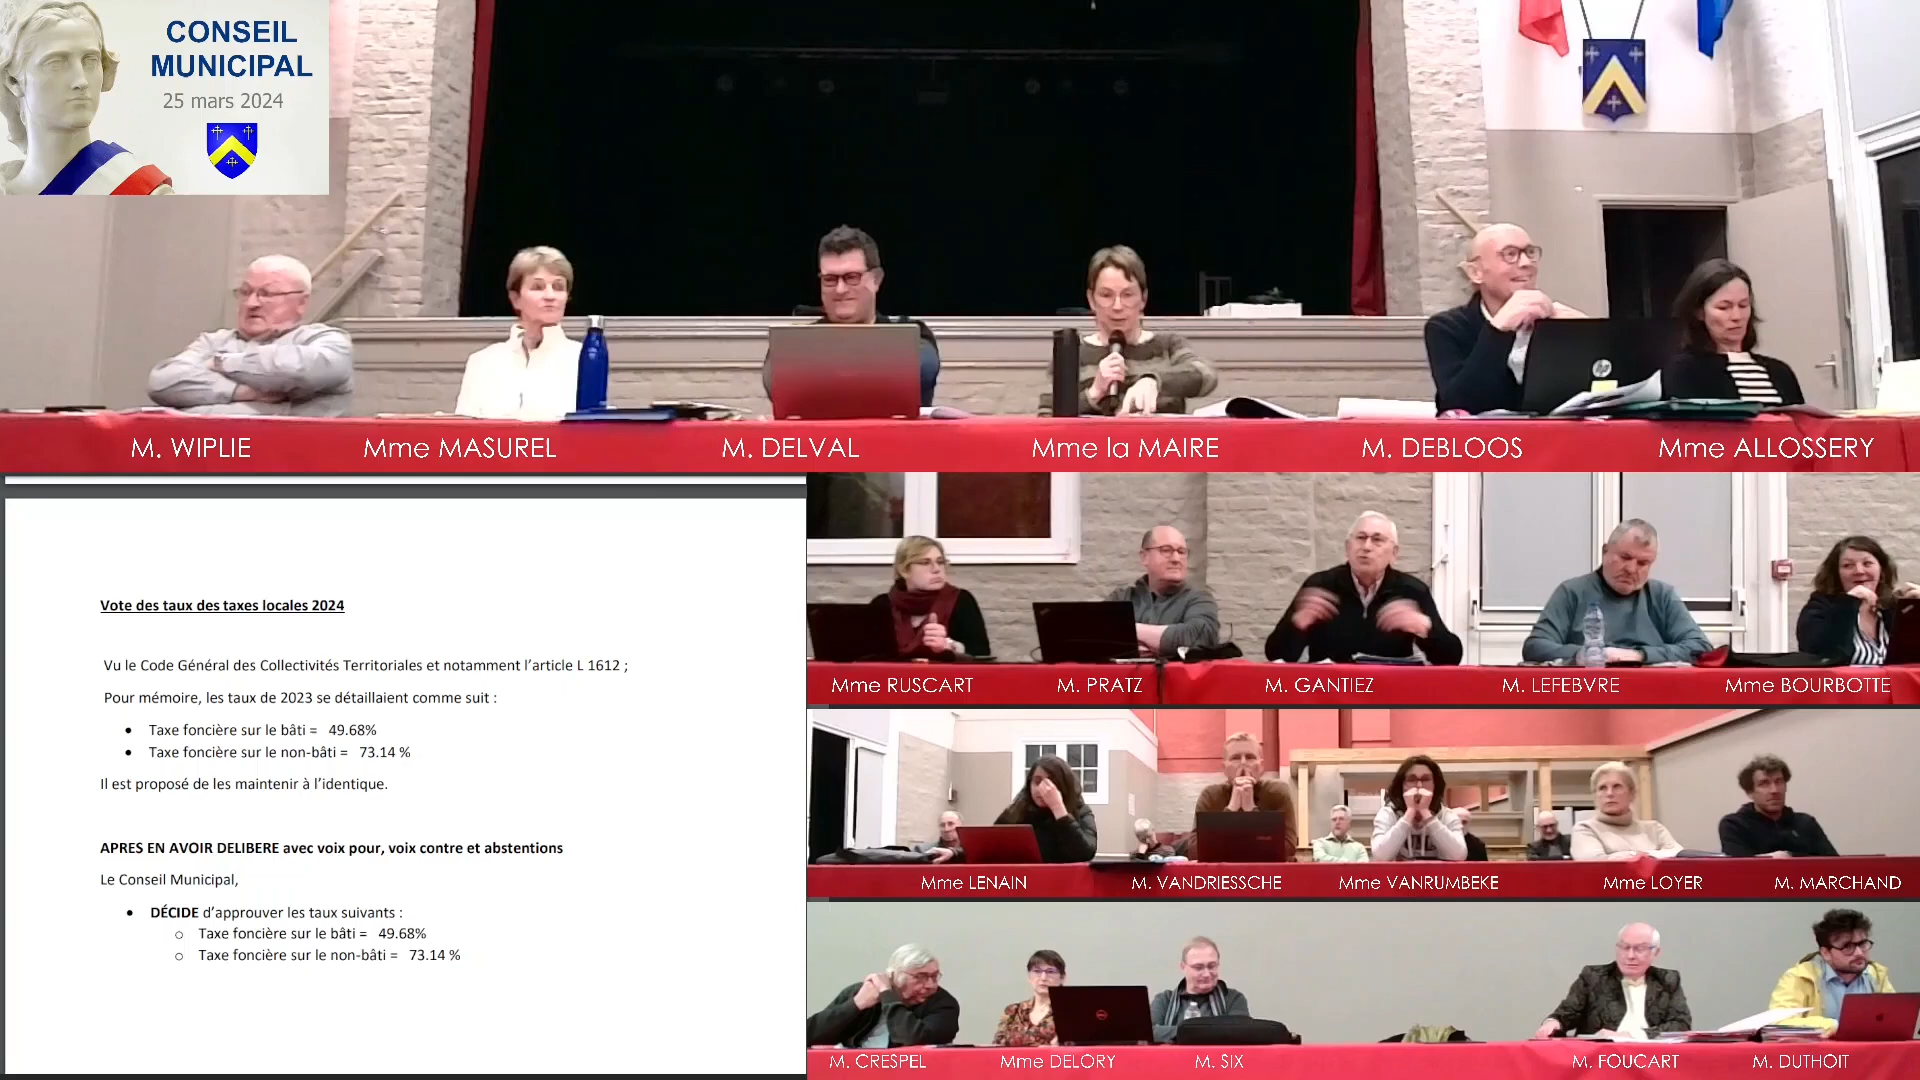 CONSEIL
MUNICIPAL
25 mars 2024
M. WIPLIE
Mme MASUREL
M. DELVAL
Mme la MAIRE
M. DEBLOOS
Mme ALLOSSERY
Vote des taux des taxes locales 2024
Vu le Code Général des Collectivités Territoriales et notamment l'article L 1612 ;
Pour mémoire, les taux de 2023 se détaillaient comme suit :
• Taxe foncière sur le bâti = 49.68%
• Taxe foncière sur le non-bâti = 73.14 %
Il est proposé de les maintenir à l'identique.
APRES EN AVOIR DELIBERE avec voix pour, voix contre et abstentions
Le Conseil Municipal,
• DÉCIDE d'approuver les taux suivants :
o Taxe foncière sur le bâti = 49.68%
o Taxe foncière sur le non-bâti = 73.14 %
Mme RUSCART
M. PRATZ
M. GANTIEZ
M. LEFEBVRE
Mme BOURBOTTE
Mme LENAIN
M. VANDRIESSCHE
Mme VANRUMBEKE
Mme LOYER
M. MARCHAND
M. CRESPEL
Mme DELORY
M. SIX
M. FOUCART
M. DUTHOIT